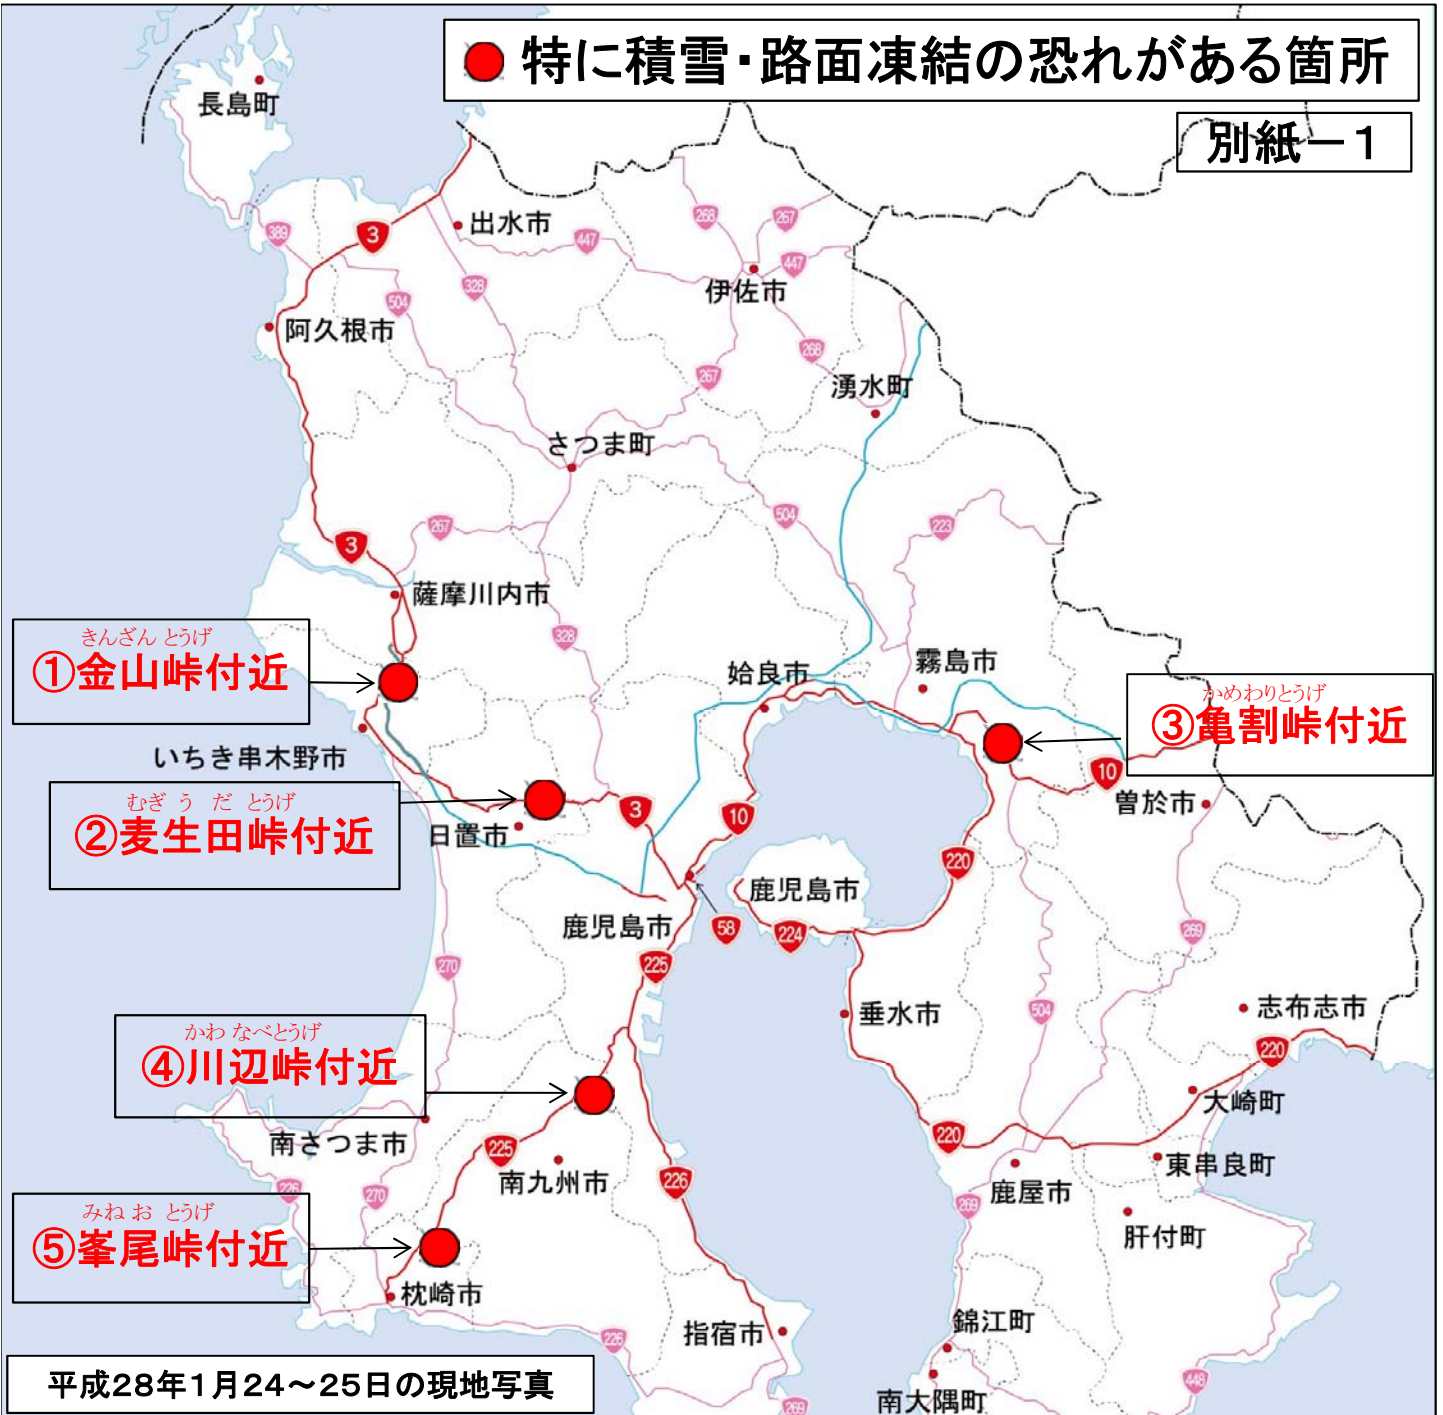 特に積雪・路面凍結の恐れがある箇所
別紙－1
長島町
出水市
389
3
447
268
267
447
伊佐市
328
504
阿久根市
268
267
湧水町
さつま町
504
223
267
3
薩摩川内市
328
きんざん とうげ
①金山峠付近
姶良市
霧島市
かめわりとうげ
③亀割峠付近
いちき串木野市
10
むぎ う だ とうげ
②麦生田峠付近
日置市
3
10
曽於市
220
鹿児島市
鹿児島市
58
224
269
225
270
504
垂水市
志布志市
220
かわ なべとうげ
④川辺峠付近
大崎町
南さつま市
225
220
東串良町
南九州市
226
鹿屋市
226
270
269
肝付町
みね お とうげ
⑤峯尾峠付近
枕崎市
指宿市
226
錦江町
平成28年1月24～25日の現地写真
448
南大隅町
269